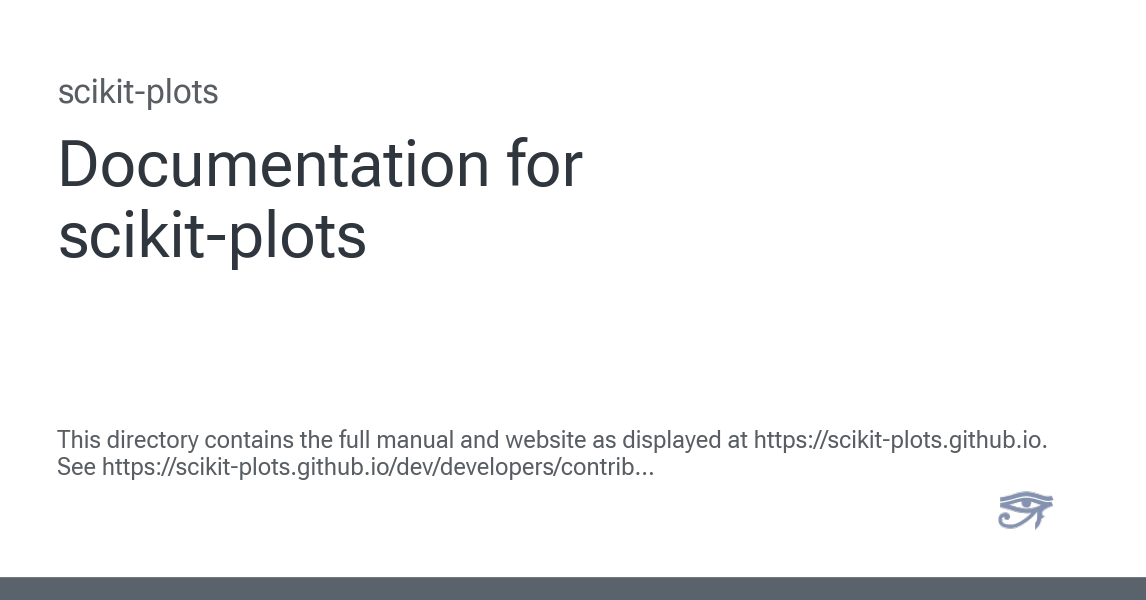 scikit-plots
Documentation for
scikit-plots
This directory contains the full manual and website as displayed at https://scikit-plots.github.io.
See https://scikit-plots.github.io/dev/developers/contrib...